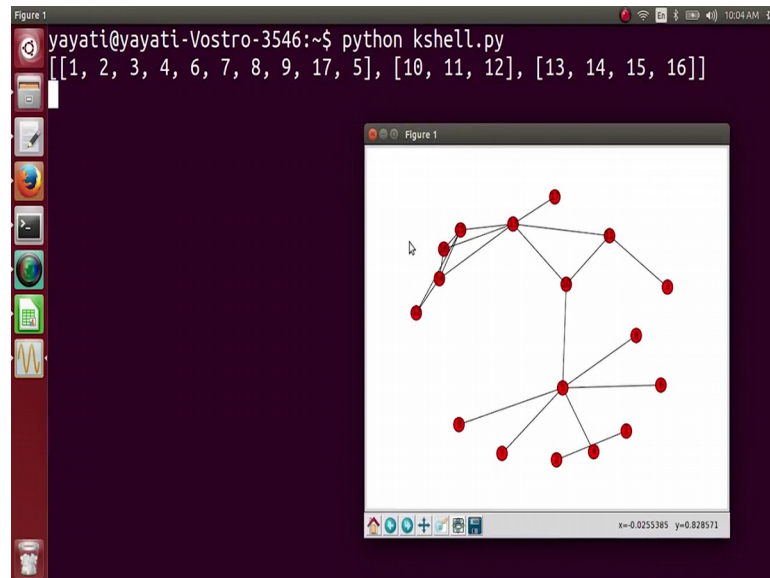 Figure 1
En
10:04 AM
yayati@yayati-Vostro-3546:~$ python kshell.py
[[1, 2, 3, 4, 6, 7, 8, 9, 17, 5], [10, 11, 12], [13, 14, 15, 16]]
Figure 1
x=-0.0255385 y=0.828571